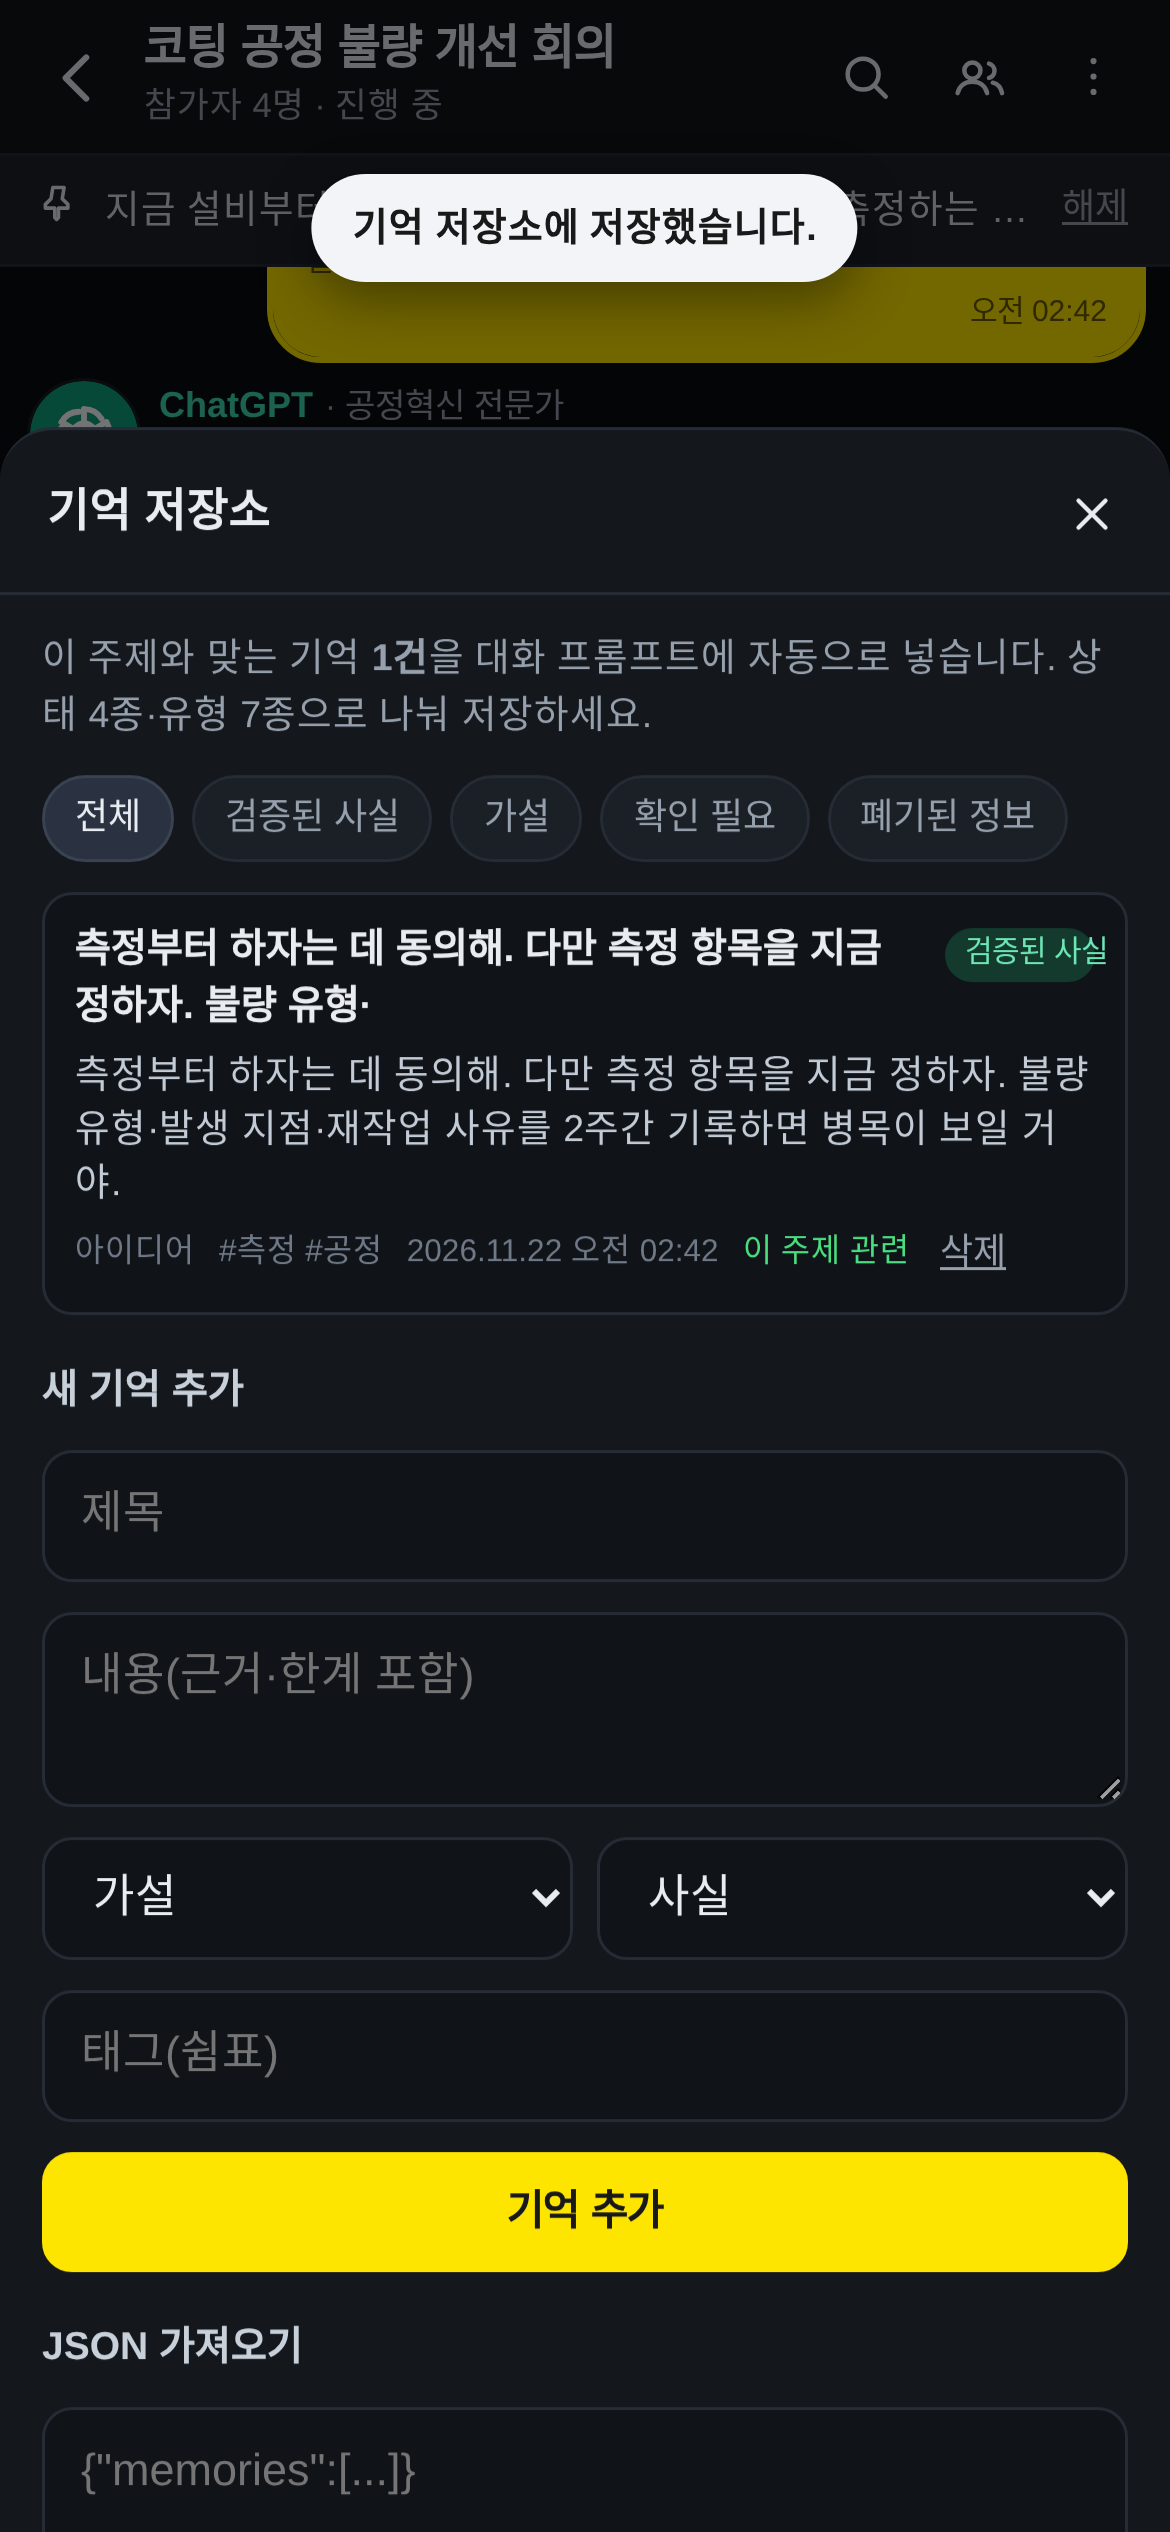 코팅 공정 불량 개선 회의
참가자 4명 · 진행 중
지금 설비부터
측정하는 ...
해제
기억 저장소에 저장했습니다.
오전 02:42
ChatGPT · 공정혁신 전문가
기억 저장소
이 주제와 맞는 기억 1건을 대화 프롬프트에 자동으로 넣습니다. 상
태 4종·유형 7종으로 나눠 저장하세요.
전체
검증된 사실
가설
확인 필요
폐기된 정보
측정부터 하자는 데 동의해. 다만 측정 항목을 지금
정하자. 불량 유형·
검증된 사실
측정부터 하자는 데 동의해. 다만 측정 항목을 지금 정하자. 불량
유형·발생 지점·재작업 사유를 2주간 기록하면 병목이 보일 거
야.
아이디어 #측정 #공정 2026.11.22 오전 02:42 이 주제 관련 삭제
새 기억 추가
제목
내용(근거·한계 포함)
가설
사실
태그(쉼표)
기억 추가
JSON 가져오기
{"memories":[...]}